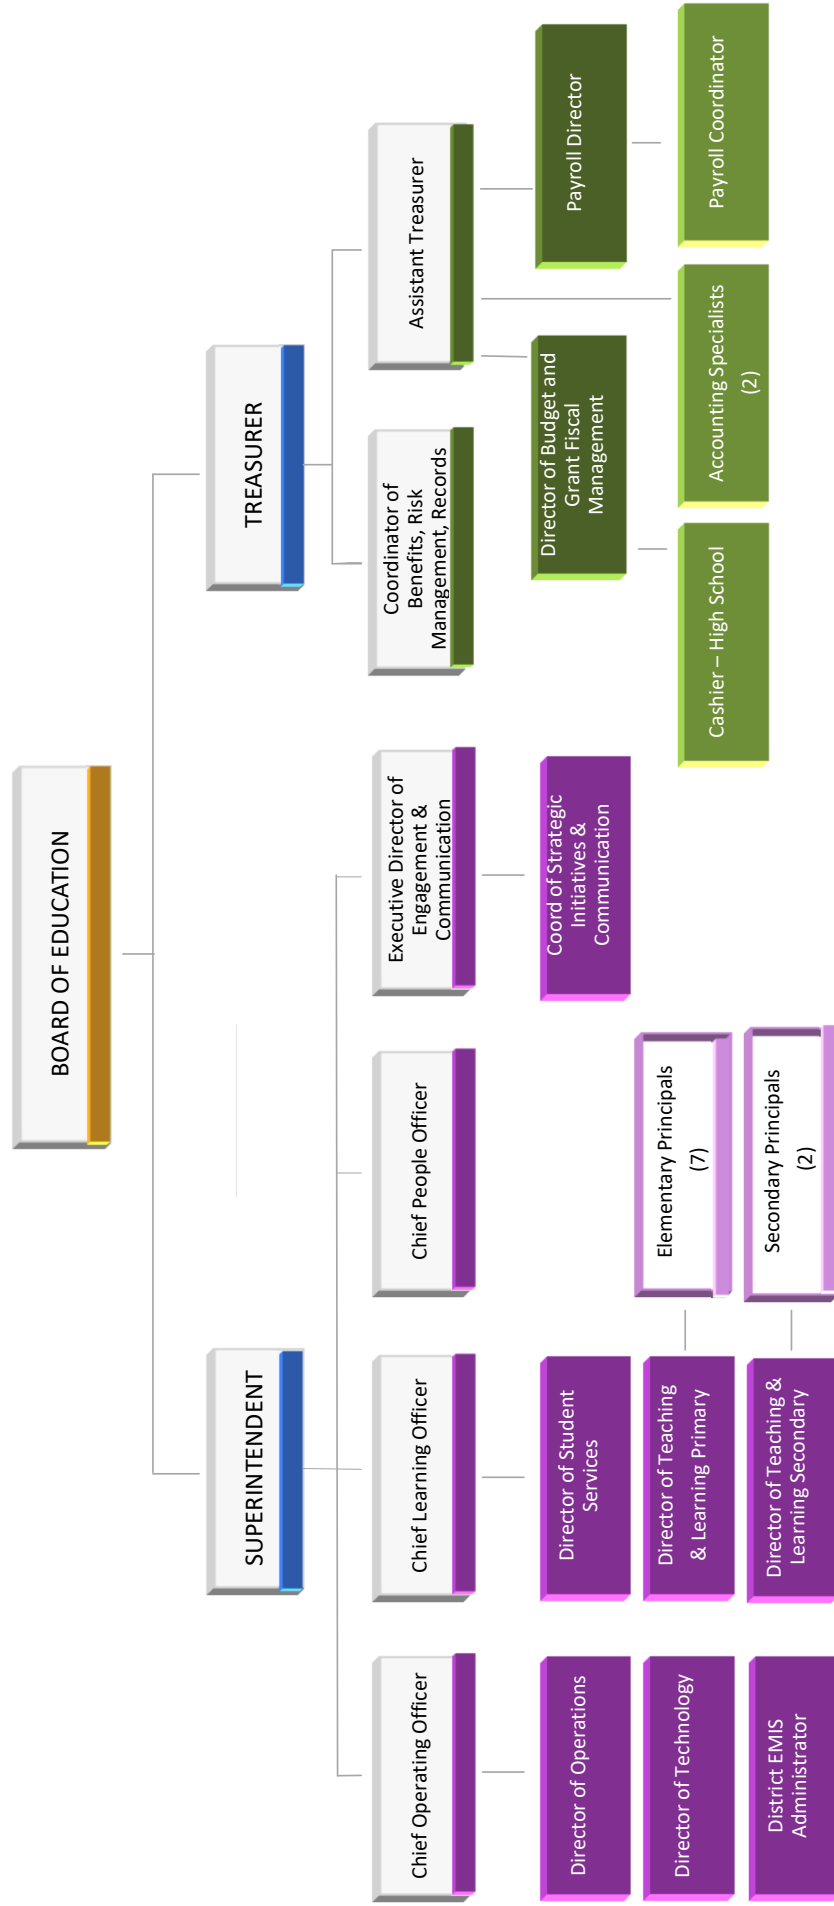 BOARD OF EDUCATION
SUPERINTENDENT
TREASURER
Chief Operating Officer
Chief Learning Officer
Chief People Officer
Executive Director of
Engagement &
Communication
Coordinator of
Benefits, Risk
Management, Records
Assistant Treasurer
Director of Operations
Director of Student
Services
Coord of Strategic
Initiatives &
Communication
Director of Budget and
Grant Fiscal
Management
Payroll Director
Director of Technology
Director of Teaching
& Learning Primary
Elementary Principals
(7)
Cashier – High School
Accounting Specialists
(2)
Payroll Coordinator
District EMIS
Administrator
Director of Teaching &
Learning Secondary
Secondary Principals
(2)